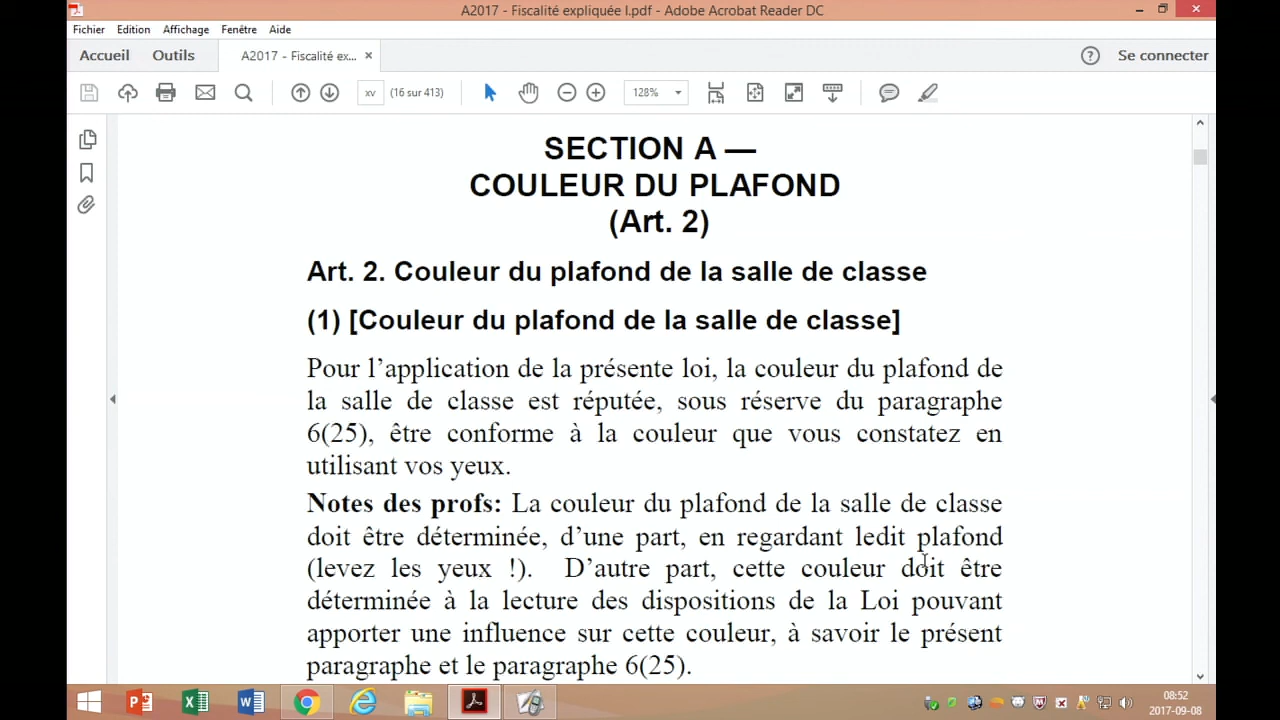 A2017 - Fiscalité expliquée I.pdf - Adobe Acrobat Reader DC
Fichier Edition Affichage Fenêtre Aide
Accueil Outils A2017 - Fiscalité ex... × Se connecter
xv (16 sur 413) 128%
SECTION A —
COULEUR DU PLAFOND
(Art. 2)
Art. 2. Couleur du plafond de la salle de classe
(1) [Couleur du plafond de la salle de classe]
Pour l’application de la présente loi, la couleur du plafond de
la salle de classe est réputée, sous réserve du paragraphe
6(25), être conforme à la couleur que vous constatez en
utilisant vos yeux.
Notes des profs: La couleur du plafond de la salle de classe
doit être déterminée, d’une part, en regardant ledit plafond
(levez les yeux !). D’autre part, cette couleur doit être
déterminée à la lecture des dispositions de la Loi pouvant
apporter une influence sur cette couleur, à savoir le présent
paragraphe et le paragraphe 6(25).
08:52
2017-09-08